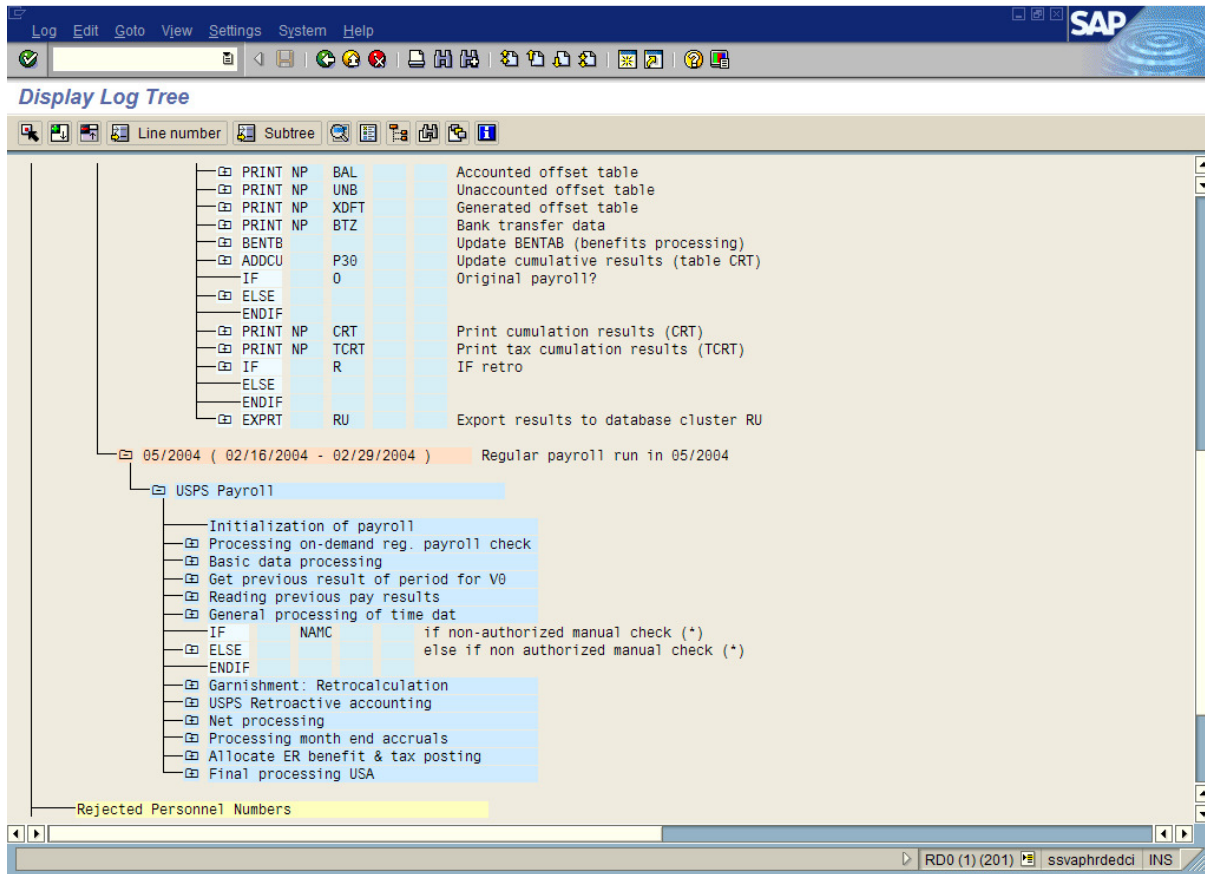 Log Edit Goto View Settings System Help
SAP
Display Log Tree
Line number Subtree
PRINT NP BAL Accounted offset table
PRINT NP UNB Unaccounted offset table
PRINT NP XDFT Generated offset table
PRINT NP BTZ Bank transfer data
BENTB Update BENTAB (benefits processing)
ADDCU P30 Update cumulative results (table CRT)
IF O Original payroll?
ELSE
ENDIF
PRINT NP CRT Print cumulation results (CRT)
PRINT NP TCRT Print tax cumulation results (TCRT)
IF R IF retro
ELSE
ENDIF
EXPRT RU Export results to database cluster RU
05/2004 ( 02/16/2004 - 02/29/2004 ) Regular payroll run in 05/2004
USPS Payroll
Initialization of payroll
Processing on-demand reg. payroll check
Basic data processing
Get previous result of period for V0
Reading previous pay results
General processing of time dat
IF NAMC if non-authorized manual check (*)
ELSE else if non authorized manual check (*)
ENDIF
Garnishment: Retrocalculation
USPS Retroactive accounting
Net processing
Processing month end accruals
Allocate ER benefit & tax posting
Final processing USA
Rejected Personnel Numbers
RD0 (1) (201) ssvaphrdedci INS